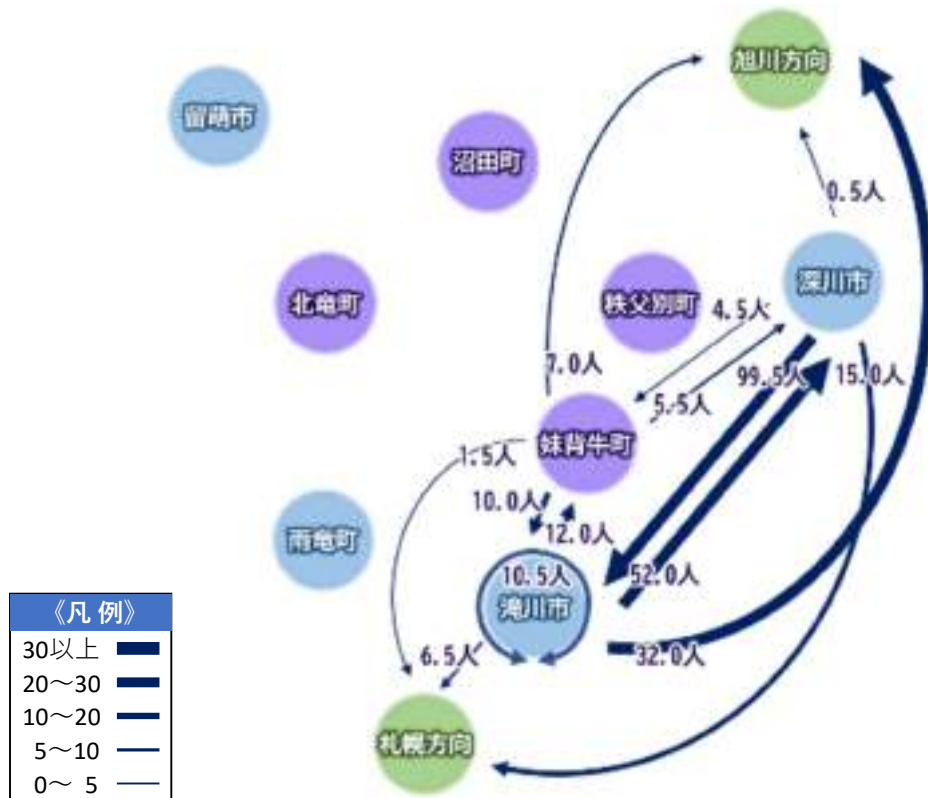 旭川方向
留萌市
沼田町
0.5人
深川市
北竜町
秩父別町
4.5人
7.0人
5.5人
99.5人
15.0人
妹背牛町
1.5人
10.0人
12.0人
雨竜町
10.5人
52.0人
滝川市
6.5人
32.0人
札幌方向
《凡 例》
30以上
20～30
10～20
5～10
0～ 5